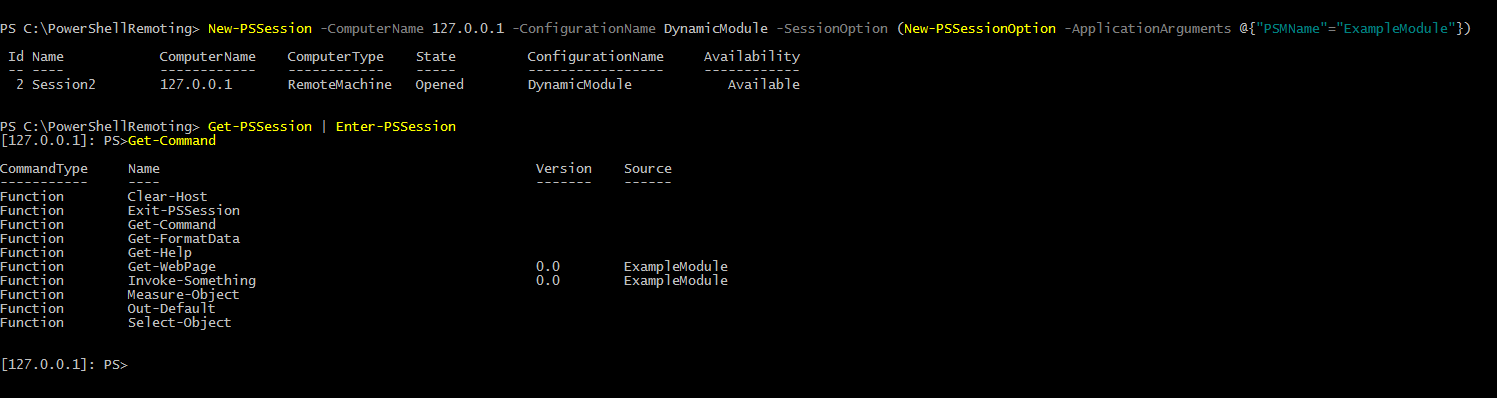 PS C:\PowerShellRemoting> New-PSSession -ComputerName 127.0.0.1 -ConfigurationName DynamicModule -SessionOption (New-PSSessionOption -ApplicationArguments @{"PSMName"="ExampleModule"})
Id Name ComputerName ComputerType State ConfigurationName Availability
-- ---- ------------ ------------ ----- ----------------- ------------
2 Session2 127.0.0.1 RemoteMachine Opened DynamicModule Available
PS C:\PowerShellRemoting> Get-PSSession | Enter-PSSession
[127.0.0.1]: PS>Get-Command
CommandType Name Version Source
----------- ---- ------- ------
Function Clear-Host
Function Exit-PSSession
Function Get-Command
Function Get-FormatData
Function Get-Help
Function Get-WebPage 0.0 ExampleModule
Function Invoke-Something 0.0 ExampleModule
Function Measure-Object
Function Out-Default
Function Select-Object
[127.0.0.1]: PS>